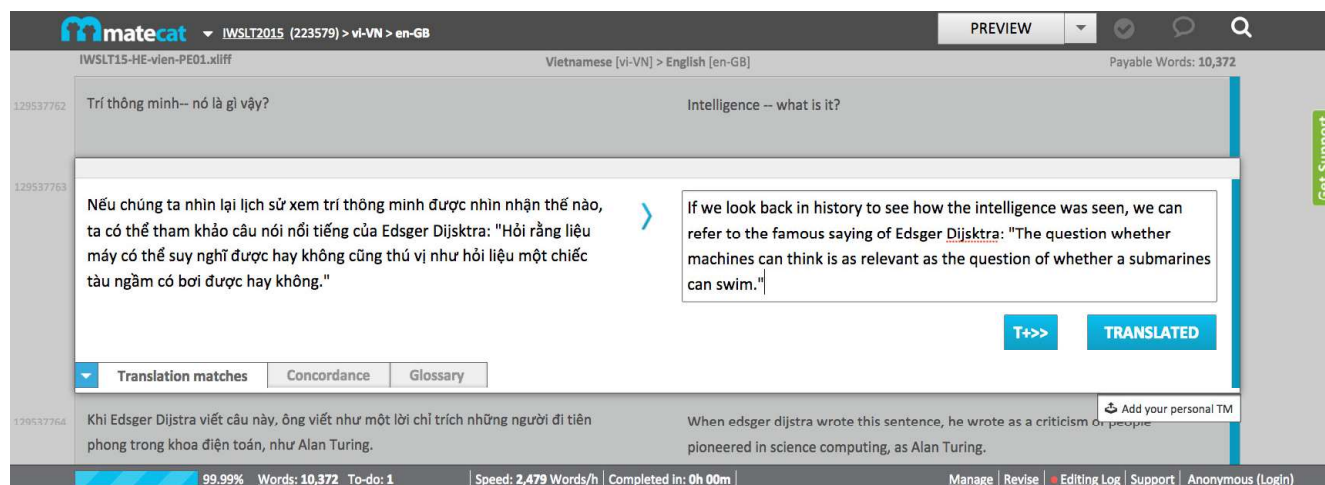 matecat IWSLT2015 (223579) > vi-VN > en-GB PREVIEW
IWSLT15-HE-vien-PE01.xliff Vietnamese [vi-VN] > English [en-GB] Payable Words: 10,372
129537762 Trí thông minh-- nó là gì vậy? Intelligence -- what is it?
Get Support
129537763
Nếu chúng ta nhìn lại lịch sử xem trí thông minh được nhìn nhận thế nào,
ta có thể tham khảo câu nói nổi tiếng của Edsger Dijsktra: "Hỏi rằng liệu
máy có thể suy nghĩ được hay không cũng thú vị như hỏi liệu một chiếc
tàu ngầm có bơi được hay không."
If we look back in history to see how the intelligence was seen, we can
refer to the famous saying of Edsger Dijsktra: "The question whether
machines can think is as relevant as the question of whether a submarines
can swim."
T+>> TRANSLATED
Translation matches Concordance Glossary
Add your personal TM
129537764
Khi Edsger Dijstra viết câu này, ông viết như một lời chỉ trích những người đi tiên
phong trong khoa điện toán, như Alan Turing.
When edsger dijstra wrote this sentence, he wrote as a criticism of people
pioneered in science computing, as Alan Turing.
99.99% Words: 10,372 To-do: 1 Speed: 2,479 Words/h Completed in: 0h 00m Manage Revise Editing Log Support Anonymous (Login)